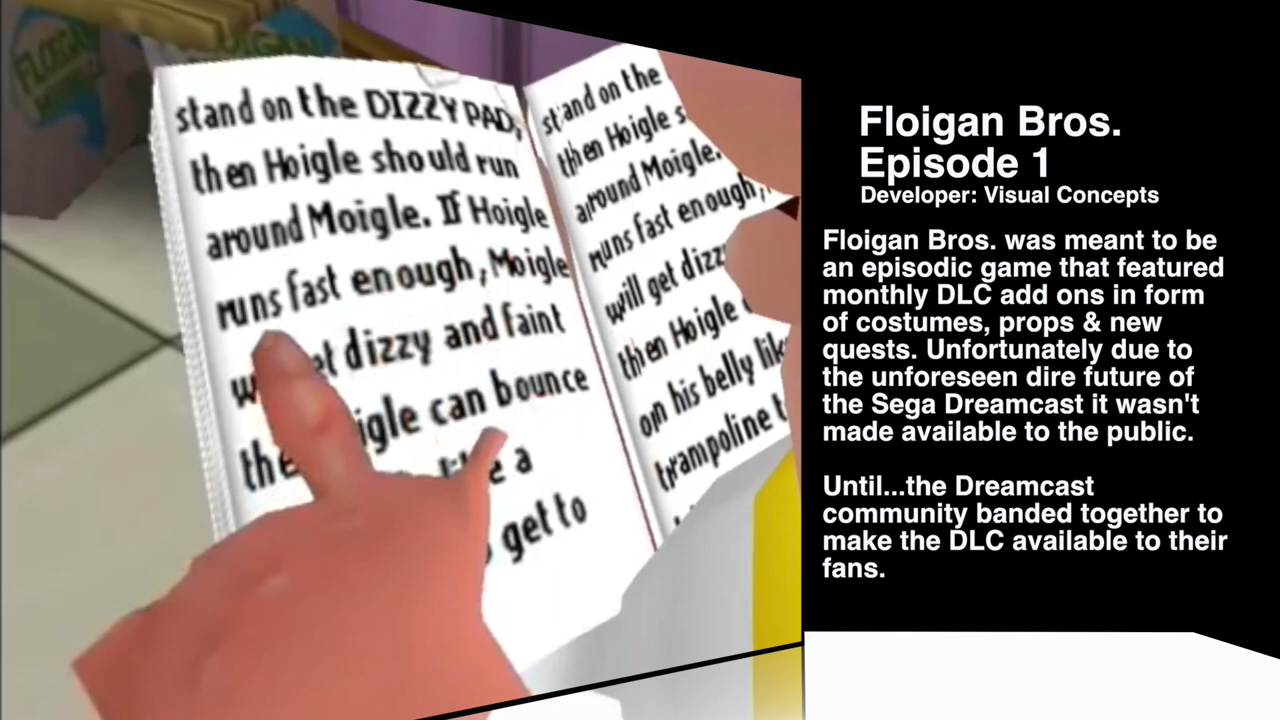 FLOIGAN
FLOIGAN
stand on the DIZZY PAD,
then Hoigle should run
around Moigle. If Hoigle
runs fast enough, Moigle
et dizzy and faint
the igle can bounce
a
get to
stand on the
then Hoigle s
around Moigle.
runs fast enough,
will get dizz
then Hoigle
on his belly lik
trampoline t
Floigan Bros.
Episode 1
Developer: Visual Concepts
Floigan Bros. was meant to be
an episodic game that featured
monthly DLC add ons in form
of costumes, props & new
quests. Unfortunately due to
the unforeseen dire future of
the Sega Dreamcast it wasn't
made available to the public.
Until...the Dreamcast
community banded together to
make the DLC available to their
fans.